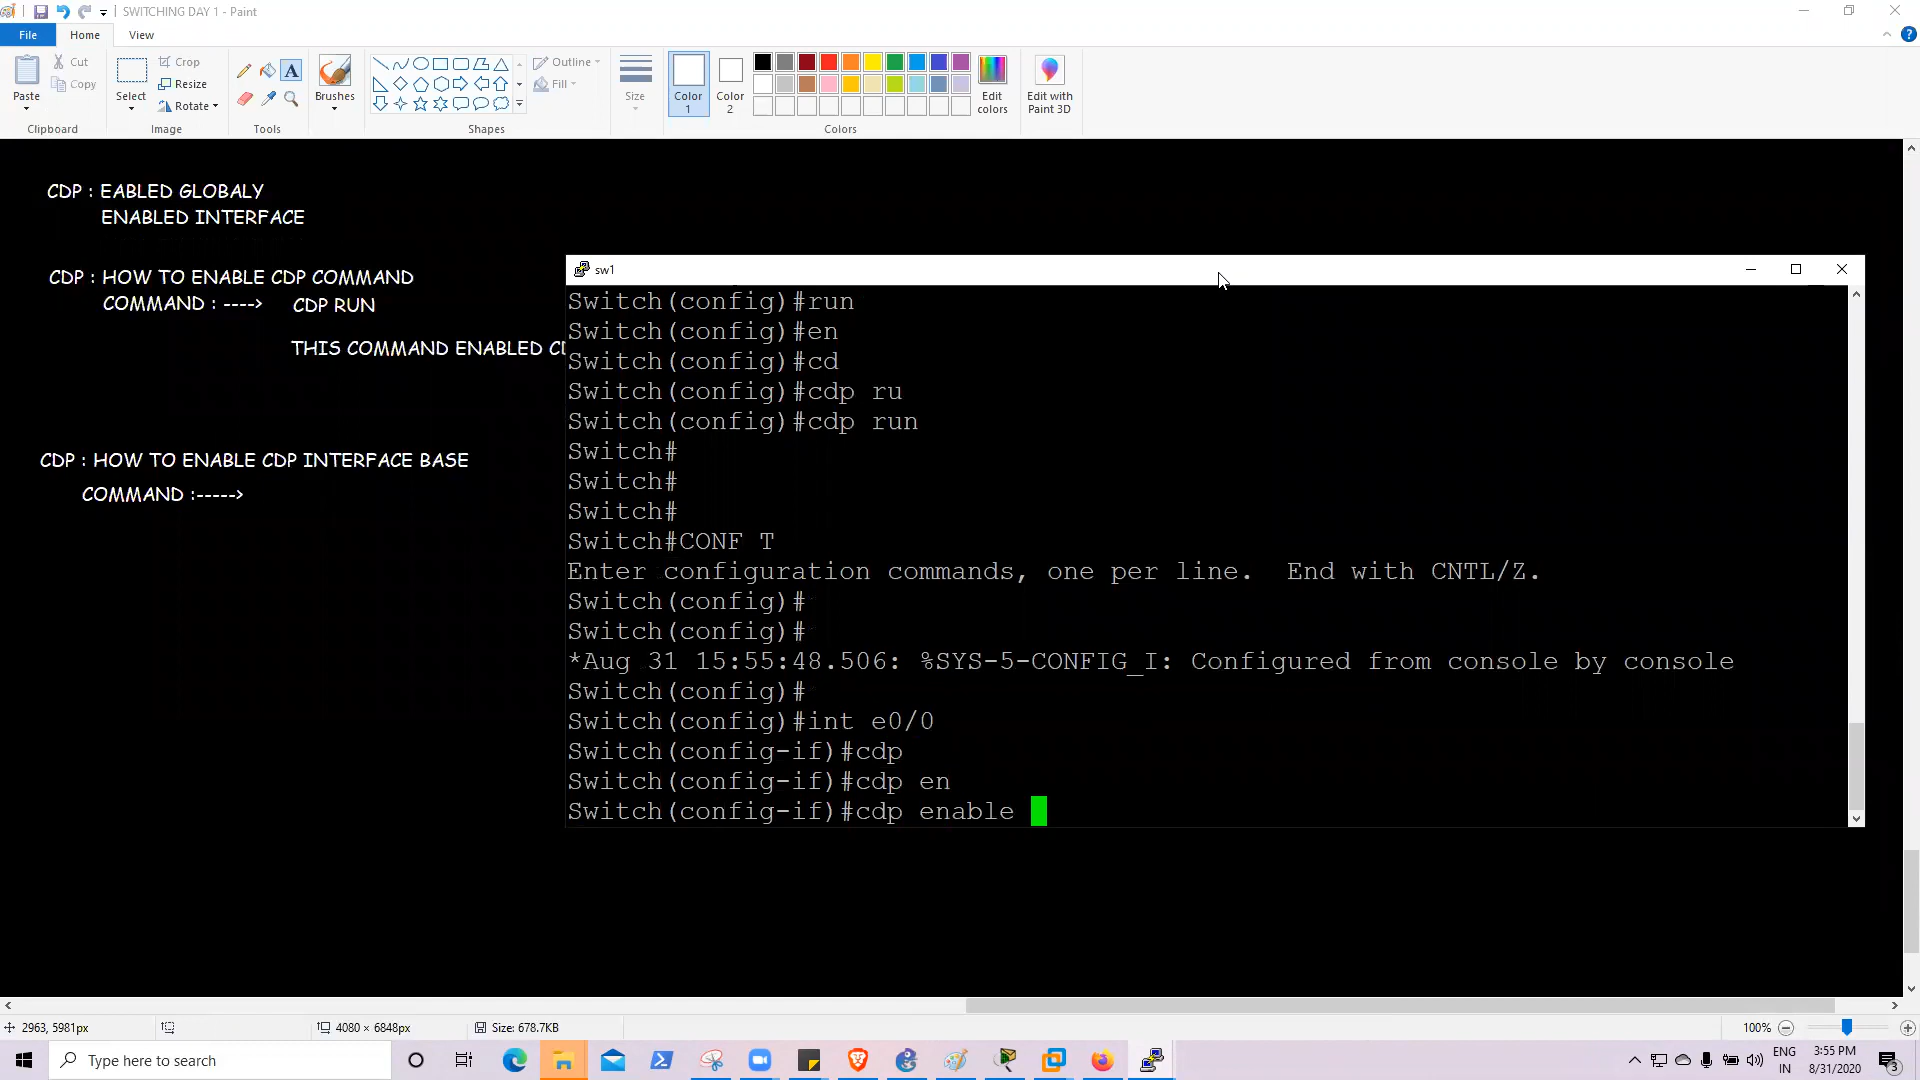 SWITCHING DAY 1 - Paint
File Home View
Paste
Cut
Copy
Clipboard
Select
Crop
Resize
Rotate
Image
Tools
Brushes
Shapes
Outline
Fill
Size
Color 1
Color 2
Colors
Edit colors
Edit with Paint 3D
CDP : EABLED GLOBALY
ENABLED INTERFACE
CDP : HOW TO ENABLE CDP COMMAND
COMMAND : ----> CDP RUN
THIS COMMAND ENABLED
CDP : HOW TO ENABLE CDP INTERFACE BASE
COMMAND :----->
sw1
Switch(config)#run
Switch(config)#en
Switch(config)#cd
Switch(config)#cdp ru
Switch(config)#cdp run
Switch#
Switch#
Switch#
Switch#CONF T
Enter configuration commands, one per line.  End with CNTL/Z.
Switch(config)#
Switch(config)#
*Aug 31 15:55:48.506: %SYS-5-CONFIG_I: Configured from console by console
Switch(config)#
Switch(config)#int e0/0
Switch(config-if)#cdp
Switch(config-if)#cdp en
Switch(config-if)#cdp enable
2963, 5981px
4080 × 6848px
Size: 678.7KB
100%
Type here to search
ENG
IN
3:55 PM
8/31/2020
3